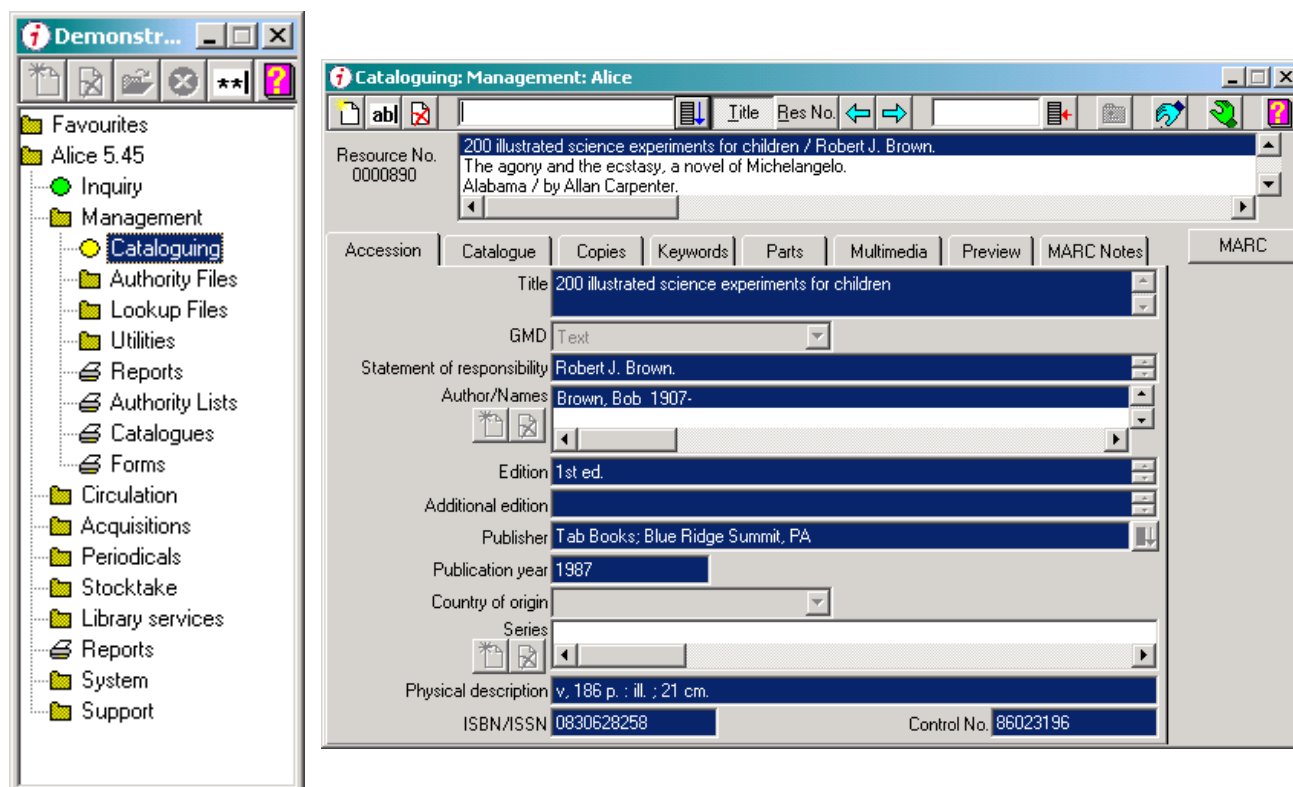 Demonstr...
**
?
Favourites
Alice 5.45
Inquiry
Management
Cataloguing
Authority Files
Lookup Files
Utilities
Reports
Authority Lists
Catalogues
Forms
Circulation
Acquisitions
Periodicals
Stocktake
Library services
Reports
System
Support
Cataloguing: Management: Alice
ab Title Res No. ?
Resource No.
0000890
200 illustrated science experiments for children / Robert J. Brown.
The agony and the ecstasy, a novel of Michelangelo.
Alabama / by Allan Carpenter.
Accession Catalogue Copies Keywords Parts Multimedia Preview MARC Notes MARC
Title 200 illustrated science experiments for children
GMD Text
Statement of responsibility Robert J. Brown.
Author/Names Brown, Bob 1907-
Edition 1st ed.
Additional edition
Publisher Tab Books; Blue Ridge Summit, PA
Publication year 1987
Country of origin
Series
Physical description v, 186 p. : ill. ; 21 cm.
ISBN/ISSN 0830628258 Control No. 86023196